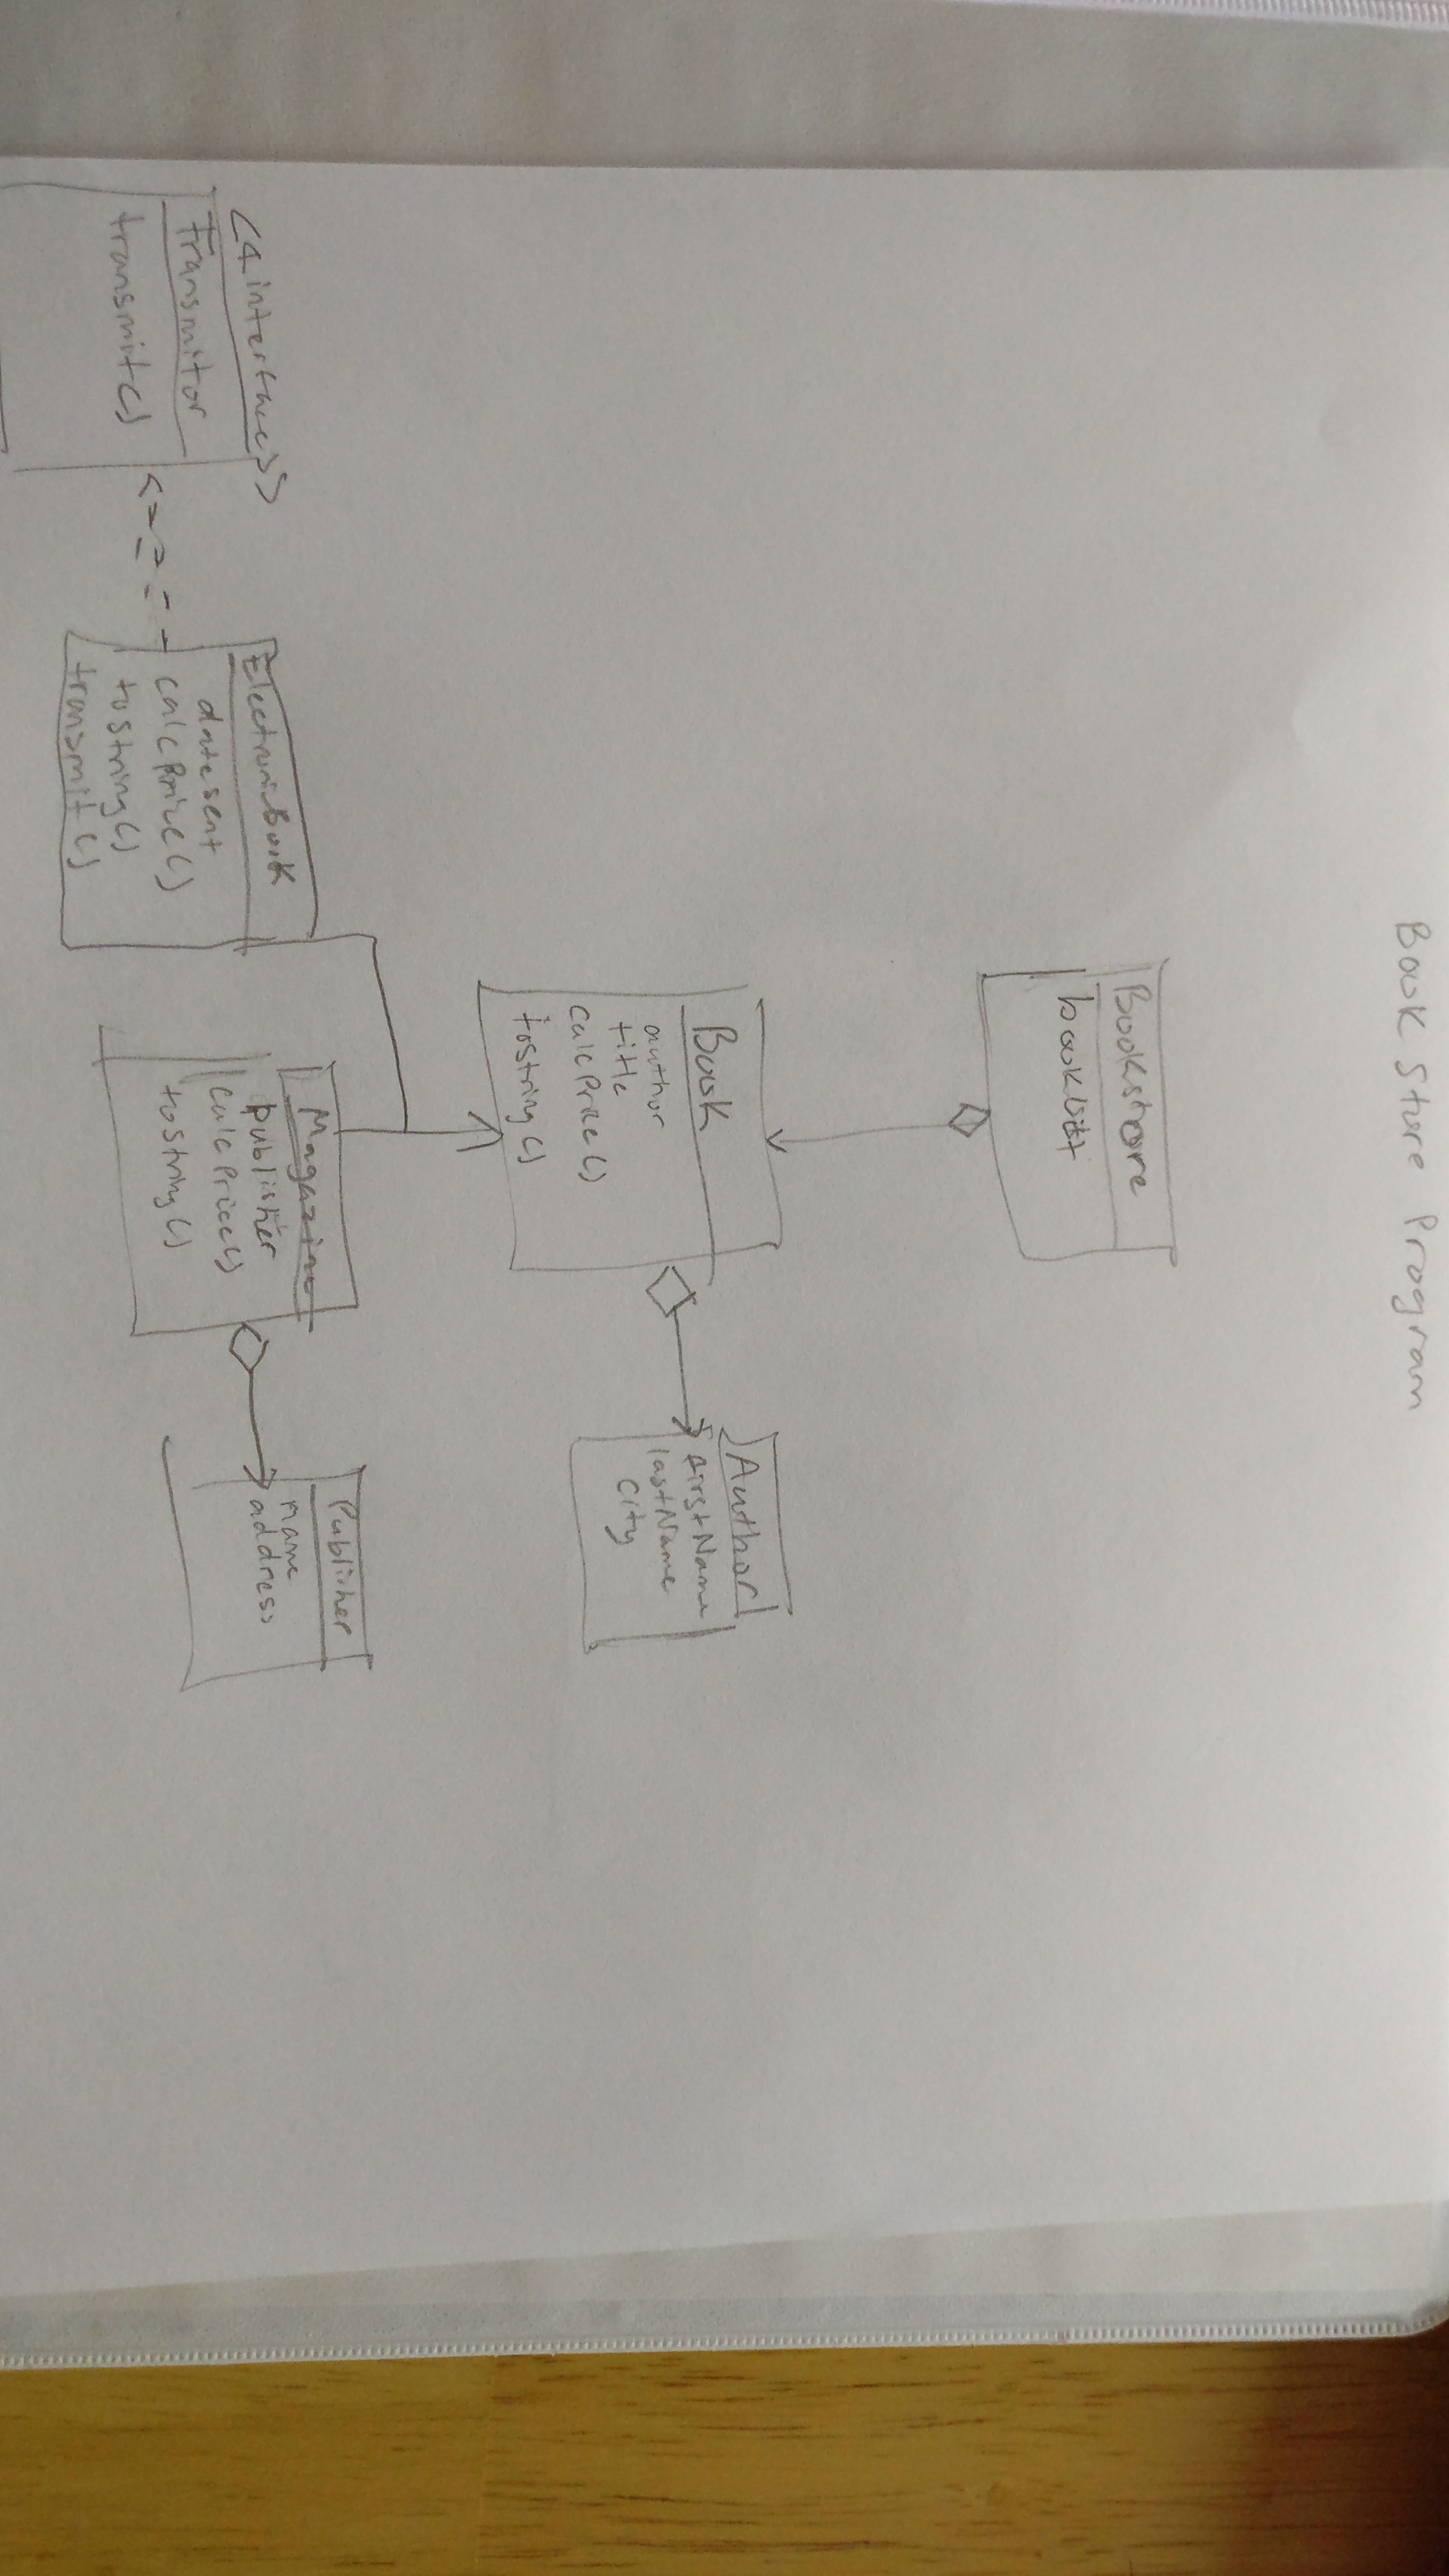 Book Store Program
Bookstore
booklist
Book
author
title
calcPrice()
toString()
Author
firstName
lastName
city
<<interface>>
Transmitor
transmit()
ElectronicBook
datesent
calcPrice()
toString()
transmit()
Magazine
publisher
calcPrice()
toString()
Publisher
name
address